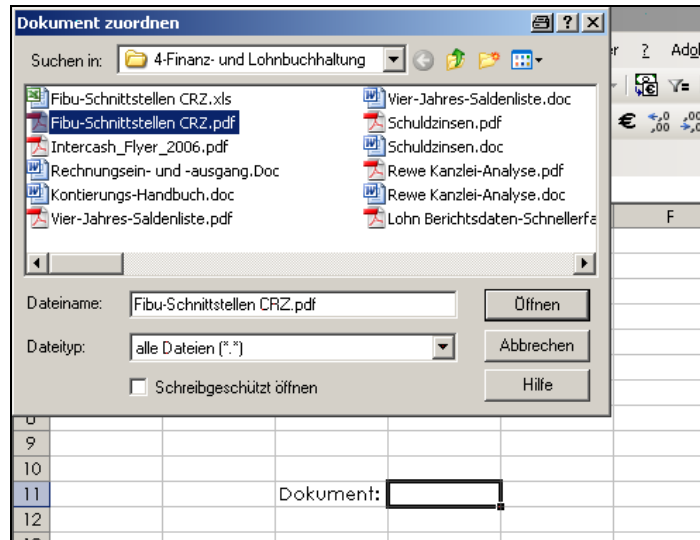 Dokument zuordnen
Suchen in: 4-Finanz- und Lohnbuchhaltung
Fibu-Schnittstellen CRZ.xls
Fibu-Schnittstellen CRZ.pdf
Intercash_Flyer_2006.pdf
Rechnungsein- und -ausgang.Doc
Kontierungs-Handbuch.doc
Vier-Jahres-Saldenliste.pdf
Vier-Jahres-Saldenliste.doc
Schuldzinsen.pdf
Schuldzinsen.doc
Rewe Kanzlei-Analyse.pdf
Rewe Kanzlei-Analyse.doc
Lohn Berichtsdaten-Schnellerfa
Dateiname: Fibu-Schnittstellen CRZ.pdf
Öffnen
Dateityp: alle Dateien (*.*)
Abbrechen
Schreibgeschützt öffnen
Hilfe
r ? Adob
€ ,00
F
9
10
11 Dokument:
12